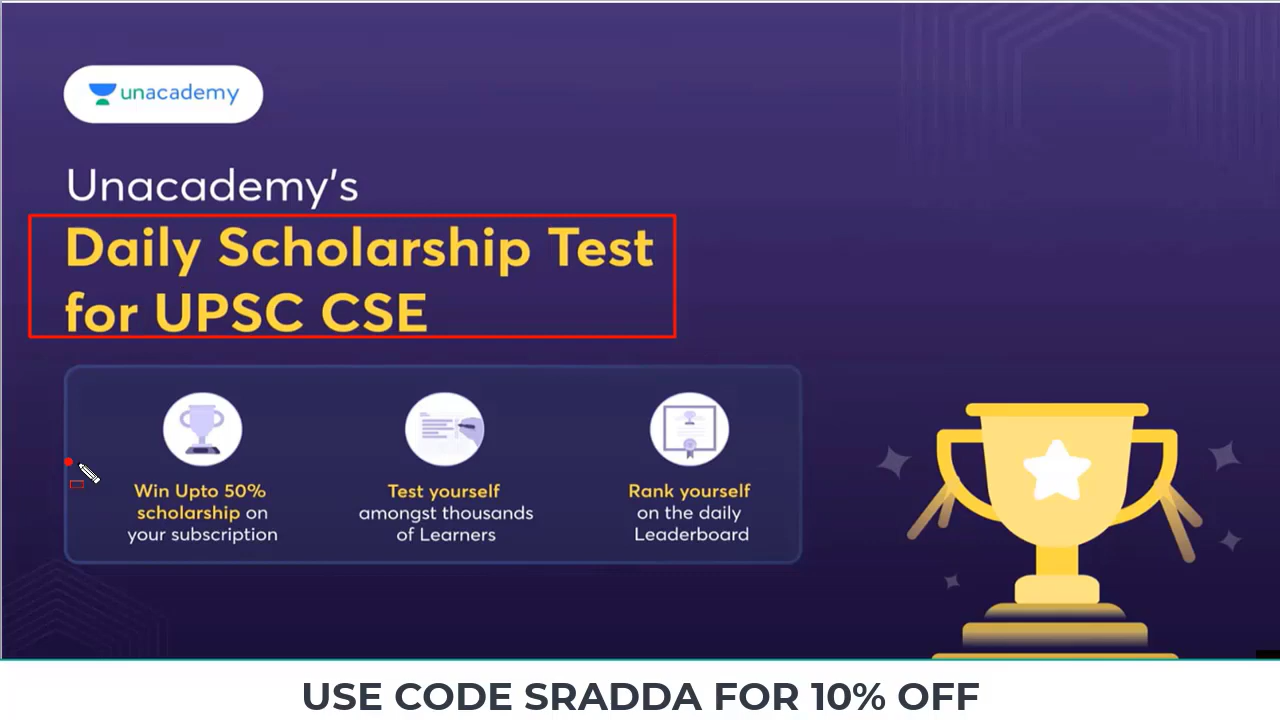 unacademy
Unacademy's
Daily Scholarship Test
for UPSC CSE
Win Upto 50%
scholarship on
your subscription
Test yourself
amongst thousands
of Learners
Rank yourself
on the daily
Leaderboard
USE CODE SRADDA FOR 10% OFF